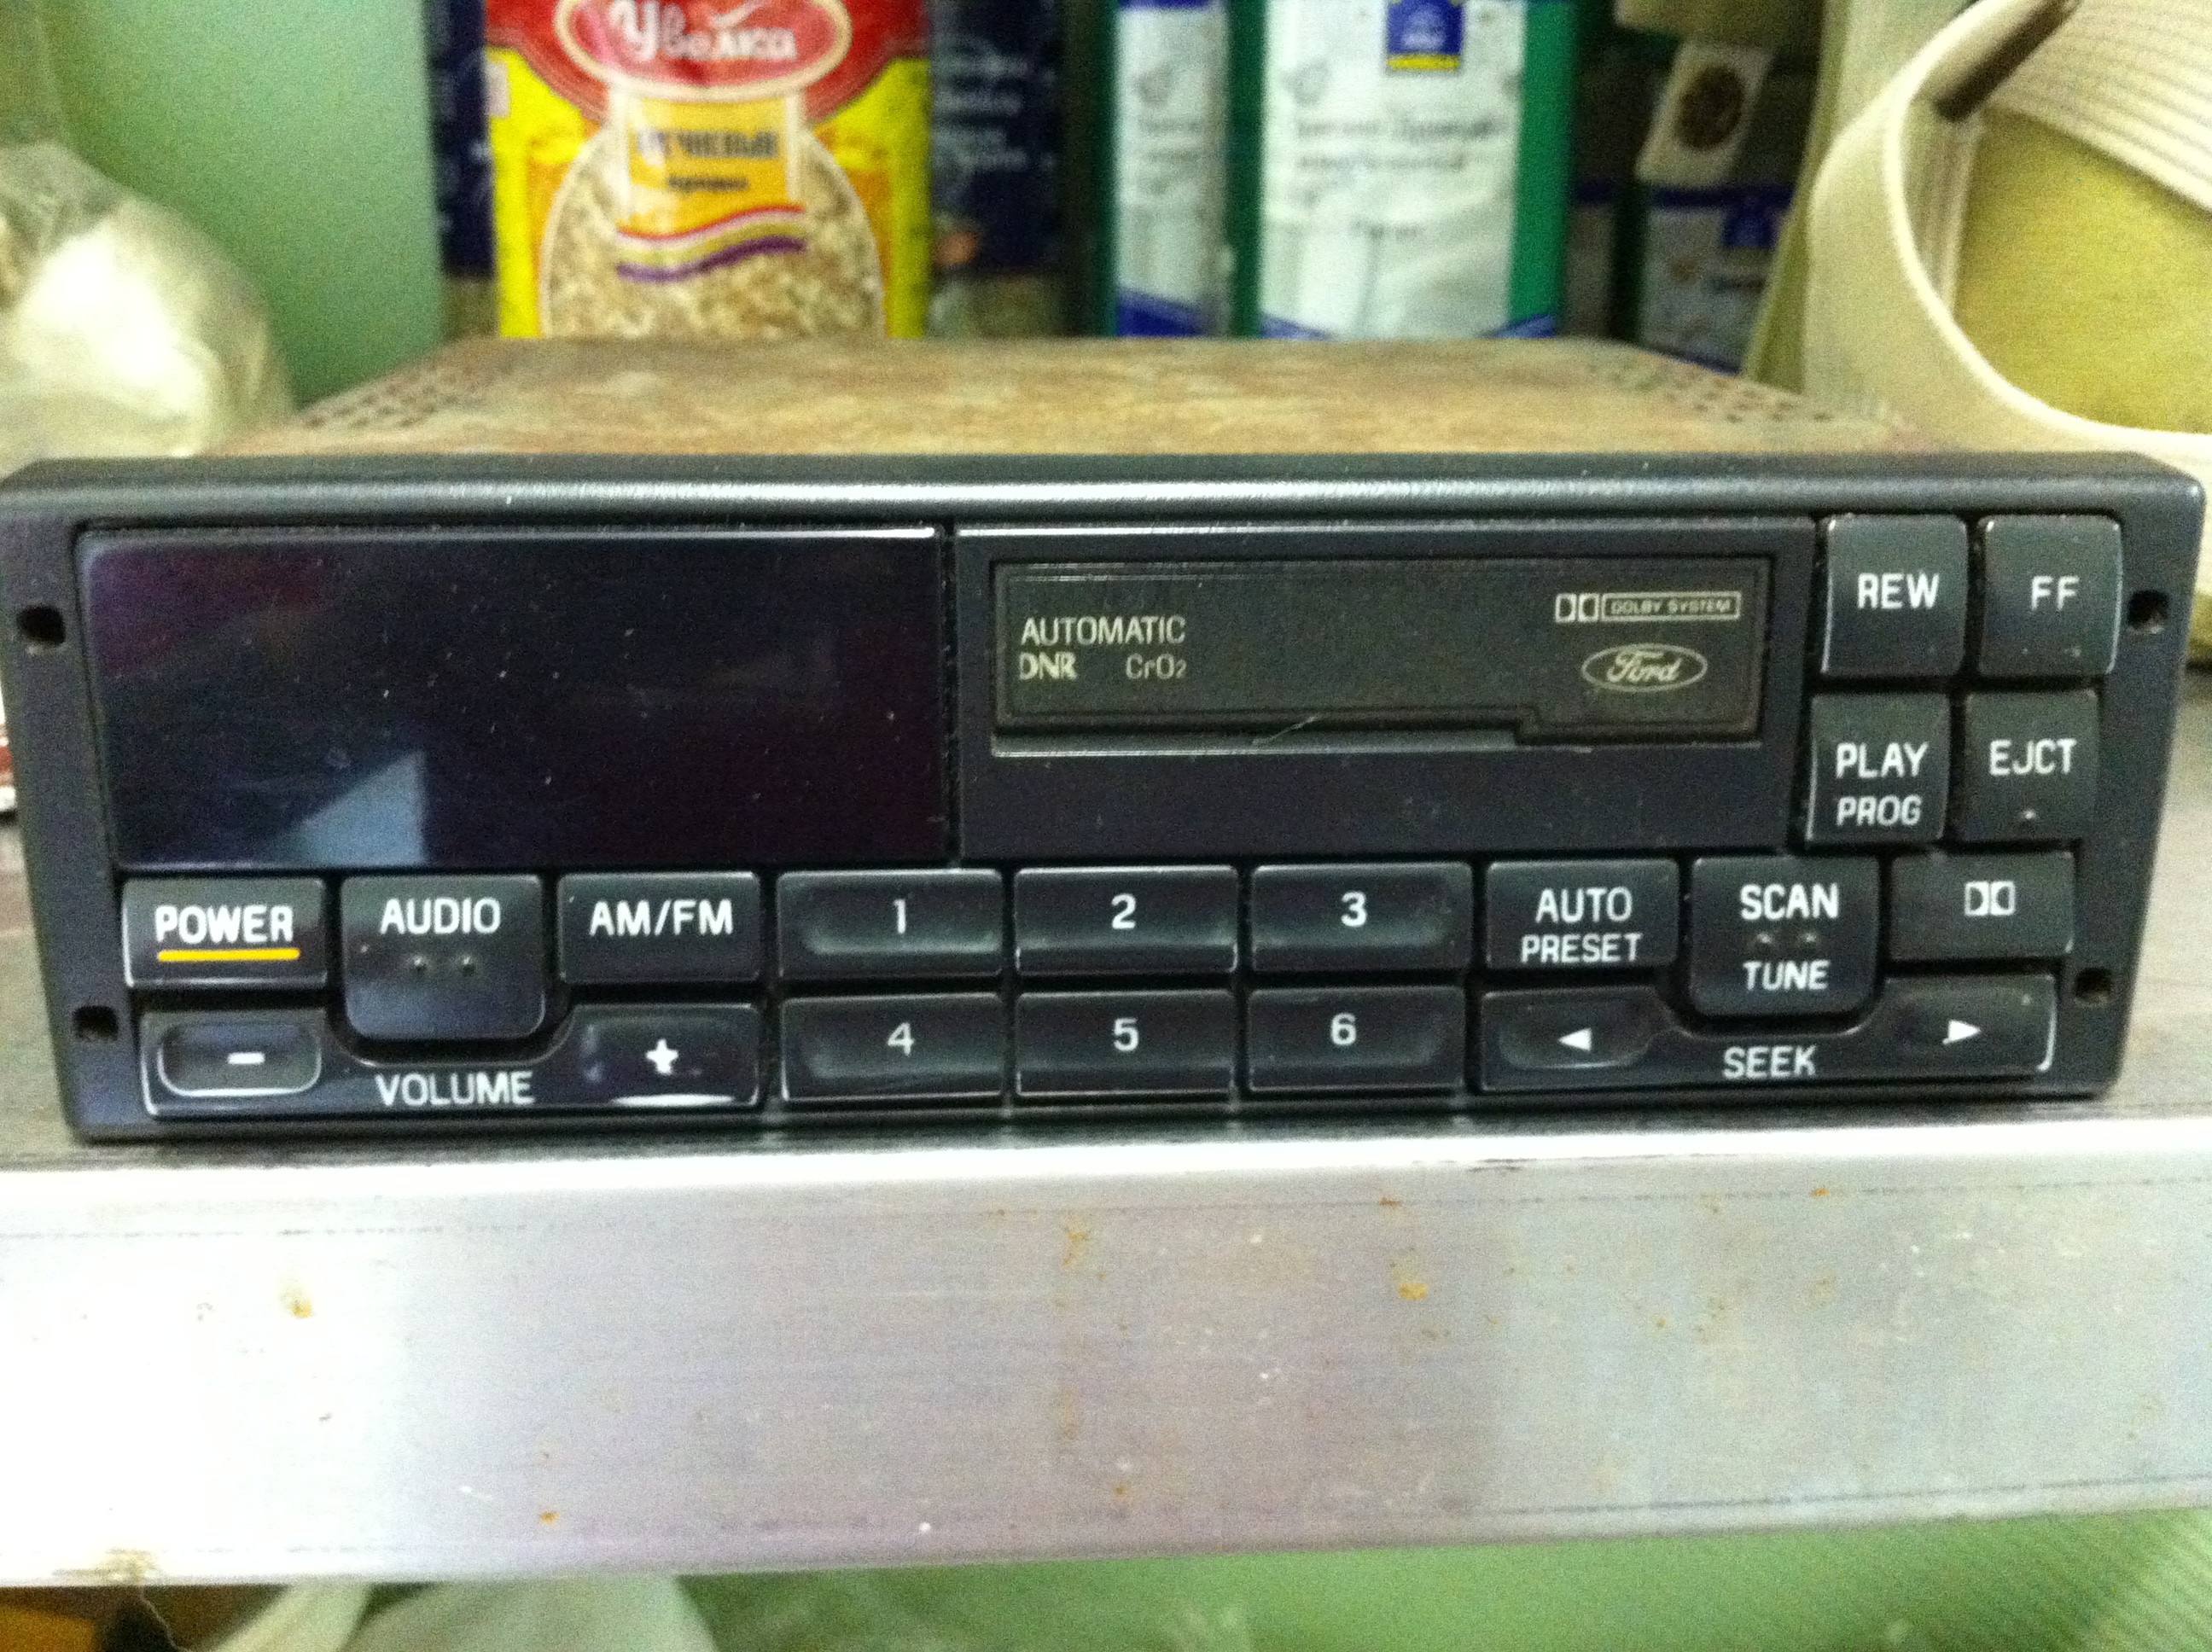 Увелка
AUTOMATIC
DNR CrO2
DOLBY SYSTEM
Ford
REW
FF
PLAY
PROG
EJCT
POWER
AUDIO
AM/FM
1
2
3
AUTO
PRESET
SCAN
TUNE
-
VOLUME
+
4
5
6
◄
SEEK
►